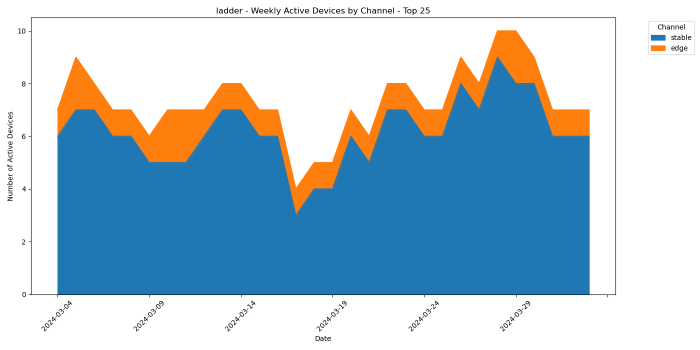 ladder - Weekly Active Devices by Channel - Top 25
Channel
stable
edge
Number of Active Devices
10
8
6
4
2
0
2024-03-04
2024-03-09
2024-03-14
2024-03-19
2024-03-24
2024-03-29
Date